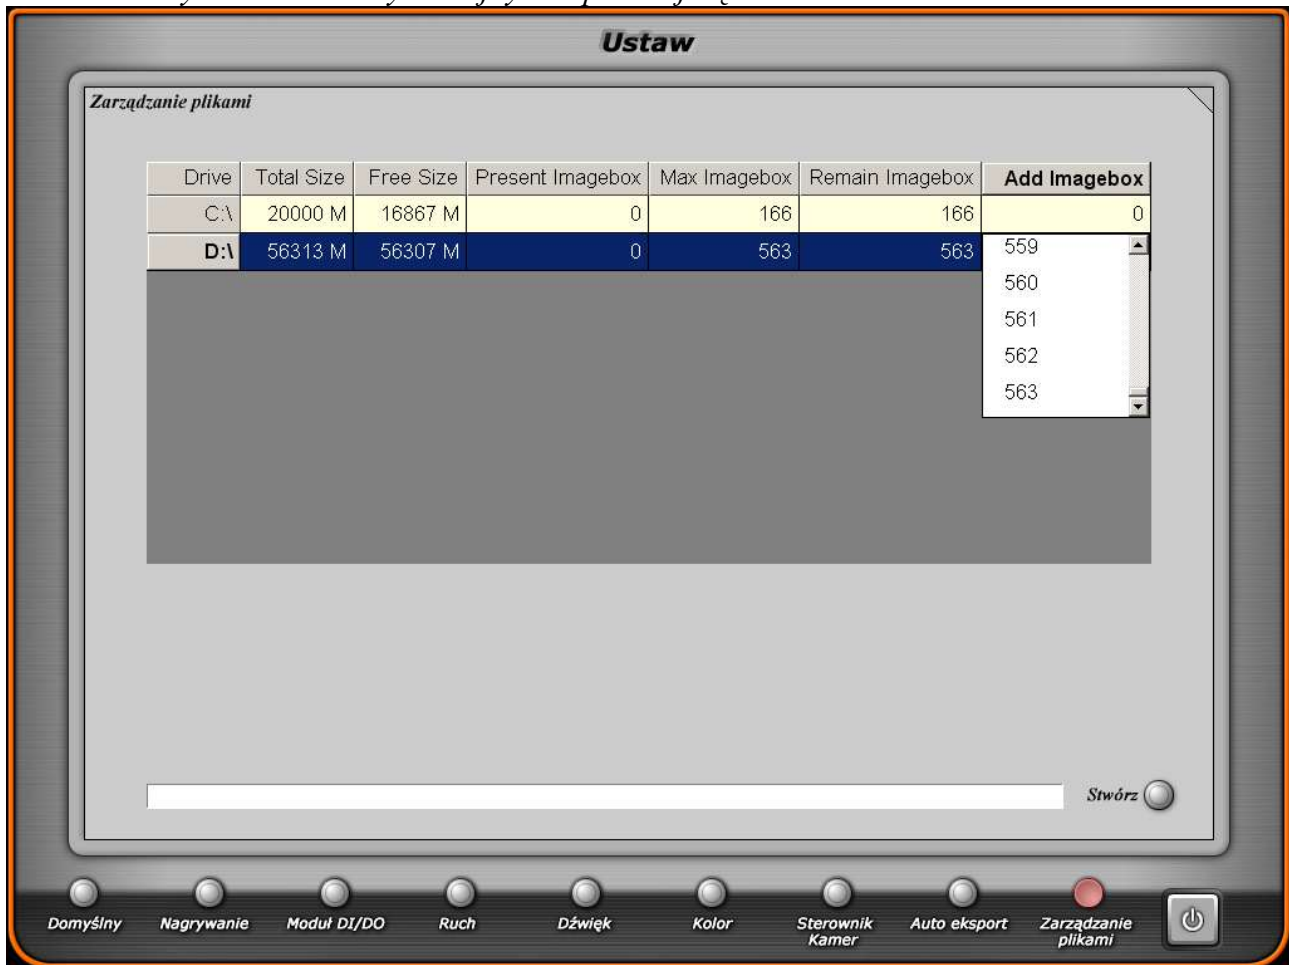 Ustaw
Zarządzanie plikami
Drive Total Size Free Size Present Imagebox Max Imagebox Remain Imagebox Add Imagebox
C:\ 20000 M 16867 M 0 166 166 0
D:\ 56313 M 56307 M 0 563 563
559
560
561
562
563
Stwórz
Domyślny Nagrywanie Moduł DI/DO Ruch Dźwięk Kolor Sterownik Kamer Auto eksport Zarządzanie plikami